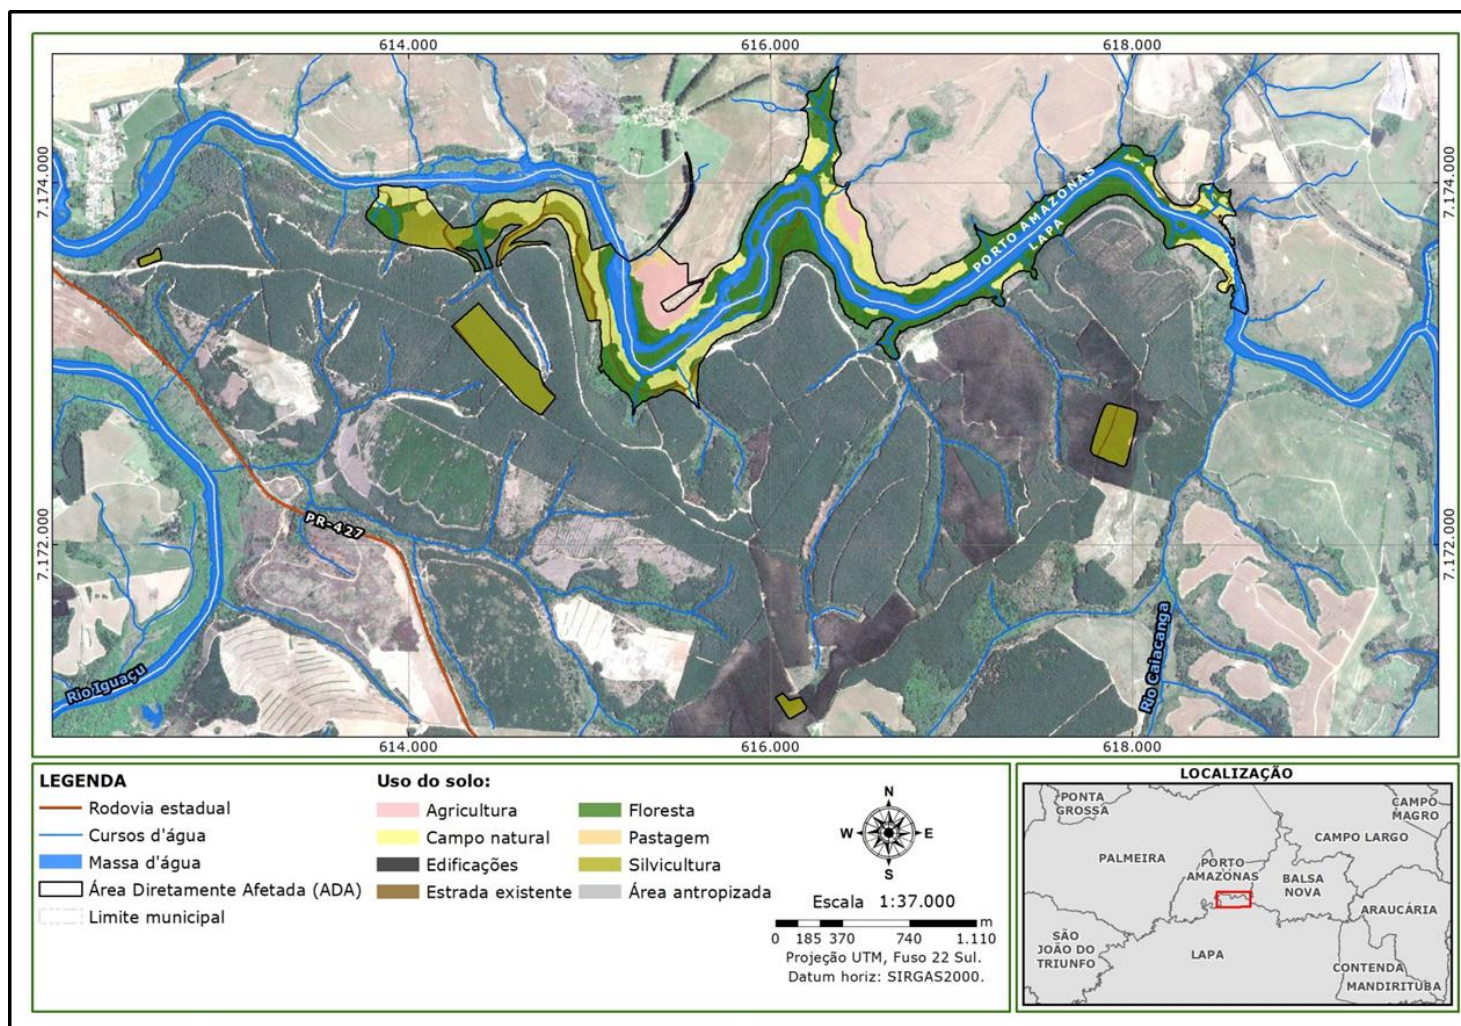 614.000
616.000
618.000
7.174.000
7.174.000
PORTO AMAZONAS
LAPA
PR-427
7.172.000
7.172.000
Rio Iguaçu
Rio Caiacanga
614.000
616.000
618.000
LEGENDA
Rodovia estadual
Cursos d'água
Massa d'água
Área Diretamente Afetada (ADA)
Limite municipal
Uso do solo:
Agricultura
Campo natural
Edificações
Estrada existente
Floresta
Pastagem
Silvicultura
Área antropizada
N
W E
S
Escala 1:37.000
m
0 185 370 740 1.110
Projeção UTM, Fuso 22 Sul.
Datum horiz: SIRGAS2000.
LOCALIZAÇÃO
PONTA
GROSSA
CAMPO
MAGRO
CAMPO LARGO
PALMEIRA
PORTO
AMAZONAS
BALSA
NOVA
ARAUCÁRIA
SÃO
JOÃO DO
TRIUNFO
LAPA
CONTENDA
MANDIRITUBA